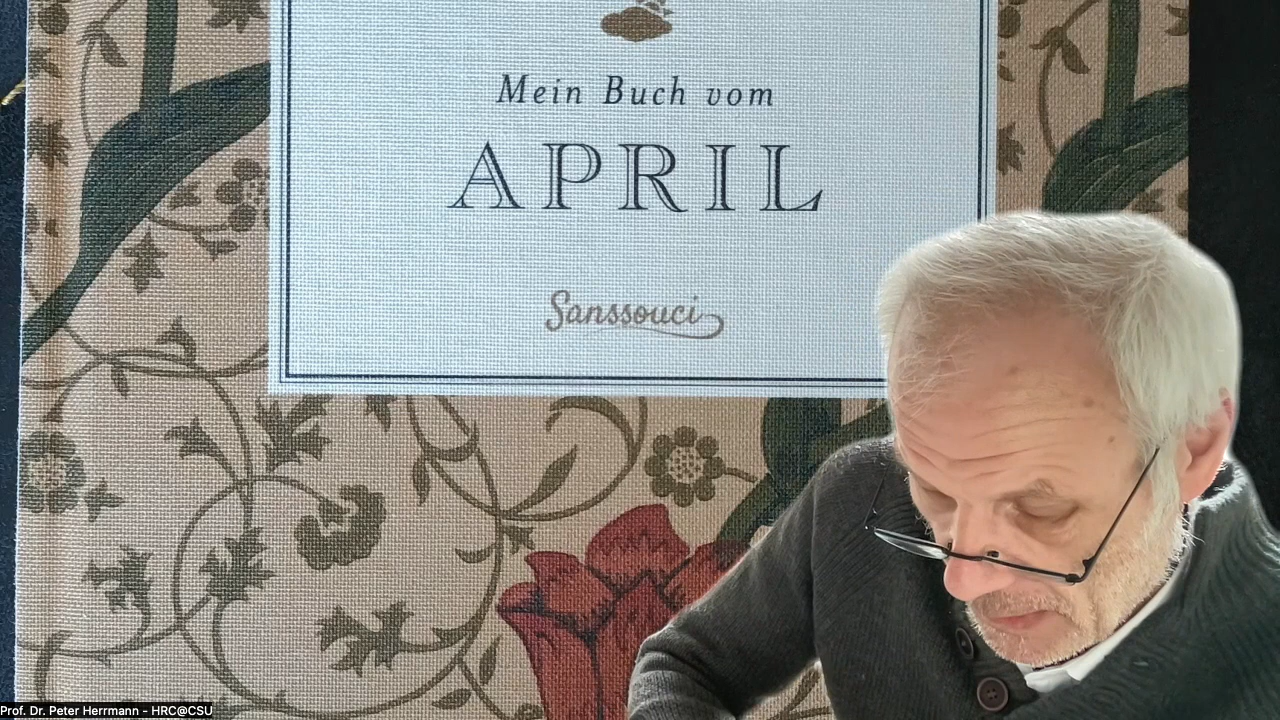 Mein Buch vom
APRIL
Sanssouci
Prof. Dr. Peter Herrmann - HRC@CSU